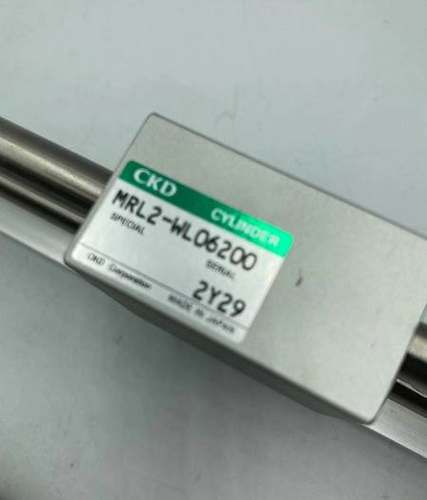 CKD CYLINDER
MRL2-WL06200
SPECIAL SERIAL
2Y29
CKD Corporation MADE IN JAPAN